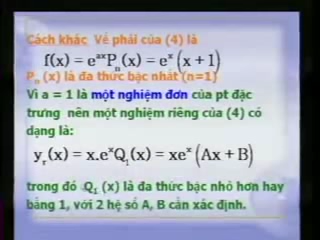 Cách khác Vế phải của (4) là
f(x) = e^{ax}P_n(x) = e^x(x + 1)
P_n (x) là đa thức bậc nhất (n=1)
Vì a = 1 là một nghiệm đơn của pt đặc
trưng nên một nghiệm riêng của (4) có
dạng là:
y_r(x) = x.e^xQ_1(x) = xe^x(Ax + B)
trong đó Q_1 (x) là đa thức bậc nhỏ hơn hay
bằng 1, với 2 hệ số A, B cần xác định.